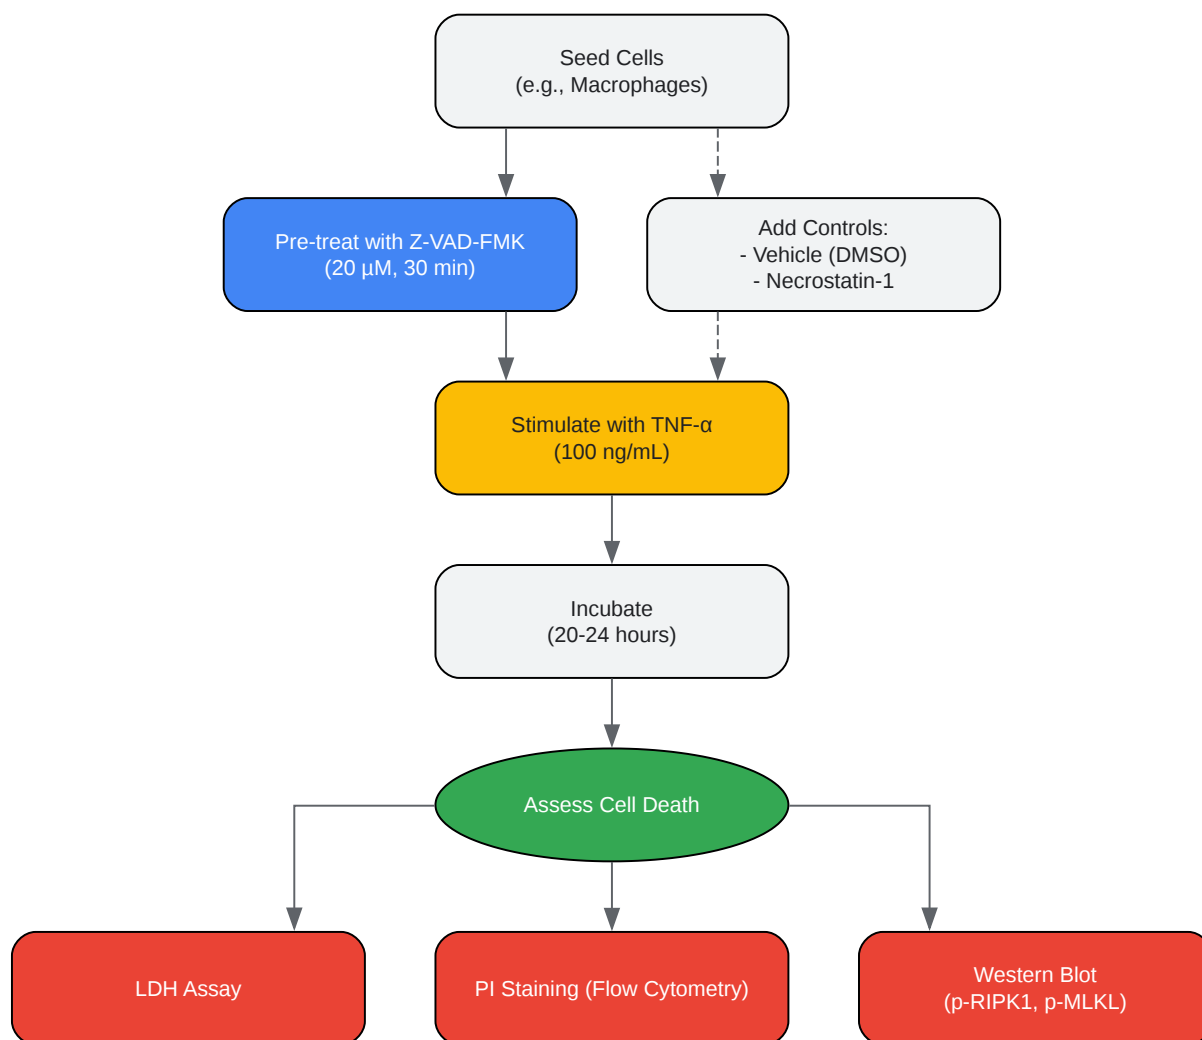 Seed Cells
(e.g., Macrophages)
Pre-treat with Z-VAD-FMK
(20 µM, 30 min)
Add Controls:
- Vehicle (DMSO)
- Necrostatin-1
Stimulate with TNF-α
(100 ng/mL)
Incubate
(20-24 hours)
Assess Cell Death
LDH Assay
PI Staining (Flow Cytometry)
Western Blot
(p-RIPK1, p-MLKL)